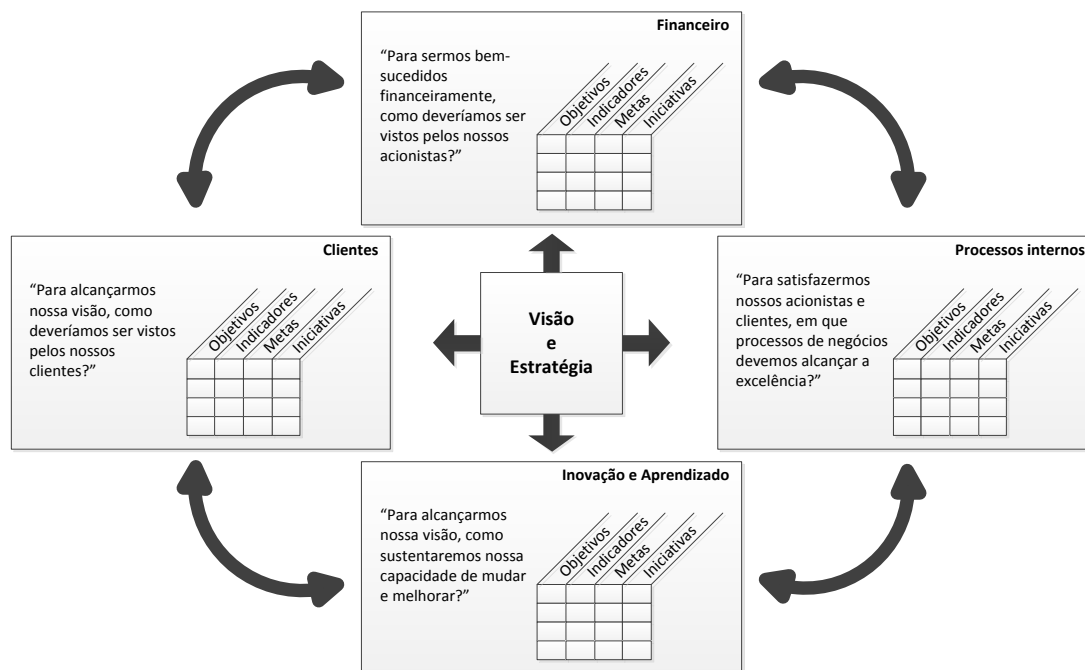 Financeiro
“Para sermos bem-
sucedidos
financeiramente,
como deveríamos ser
vistos pelos nossos
acionistas?”
Objetivos
Indicadores
Metas
Iniciativas
Clientes
“Para alcançarmos
nossa visão, como
deveríamos ser vistos
pelos nossos
clientes?”
Objetivos
Indicadores
Metas
Iniciativas
Visão
e
Estratégia
Processos internos
“Para satisfazermos
nossos acionistas e
clientes, em que
processos de negócios
devemos alcançar a
excelência?”
Objetivos
Indicadores
Metas
Iniciativas
Inovação e Aprendizado
“Para alcançarmos
nossa visão, como
sustentaremos nossa
capacidade de mudar
e melhorar?”
Objetivos
Indicadores
Metas
Iniciativas